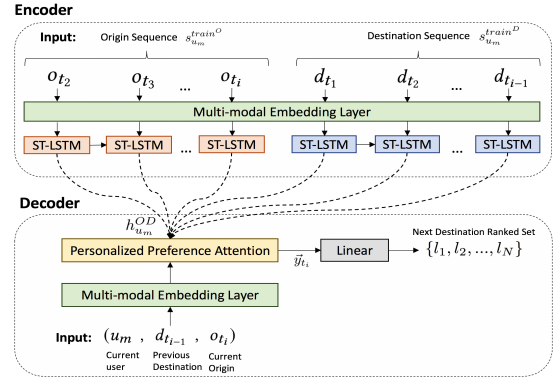 Encoder
Input: Origin Sequence $s_{u_m}^{train^O}$ Destination Sequence $s_{u_m}^{train^D}$
$o_{t_2}$ $o_{t_3}$ ... $o_{t_i}$ $d_{t_1}$ $d_{t_2}$ ... $d_{t_{i-1}}$
Multi-modal Embedding Layer
ST-LSTM ST-LSTM ... ST-LSTM ST-LSTM ST-LSTM ... ST-LSTM
Decoder
$h_{u_m}^{OD}$
Next Destination Ranked Set
Personalized Preference Attention $\vec{y}_{t_i}$ Linear $\{l_1, l_2, ..., l_N\}$
Multi-modal Embedding Layer
Input: $(u_m , d_{t_{i-1}} , o_{t_i})$
Current Previous Current
user Destination Origin